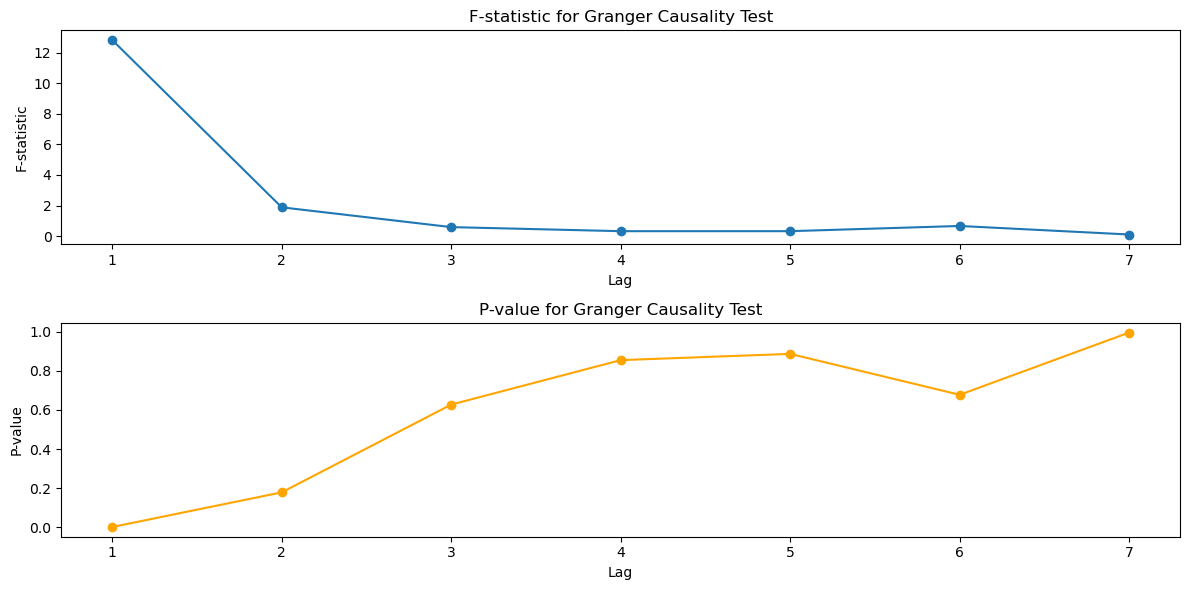 F-statistic for Granger Causality Test
12
10
8
6
4
2
0
F-statistic
1 2 3 4 5 6 7
Lag
P-value for Granger Causality Test
1.0
0.8
0.6
0.4
0.2
0.0
P-value
1 2 3 4 5 6 7
Lag